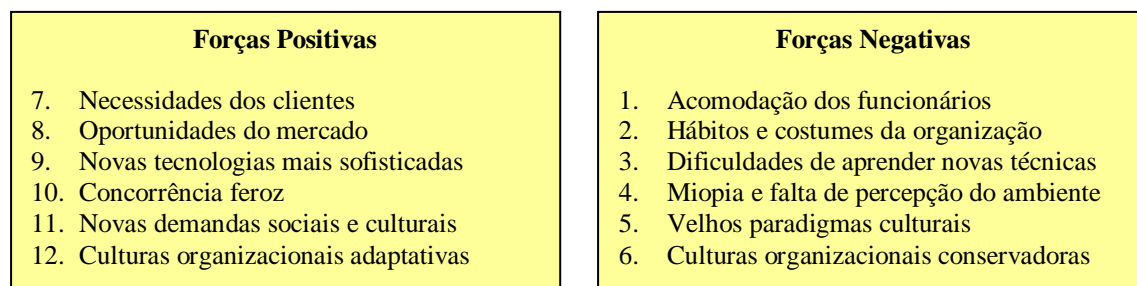 Forças Positivas
7. Necessidades dos clientes
8. Oportunidades do mercado
9. Novas tecnologias mais sofisticadas
10. Concorrência feroz
11. Novas demandas sociais e culturais
12. Culturas organizacionais adaptativas
Forças Negativas
1. Acomodação dos funcionários
2. Hábitos e costumes da organização
3. Dificuldades de aprender novas técnicas
4. Miopia e falta de percepção do ambiente
5. Velhos paradigmas culturais
6. Culturas organizacionais conservadoras